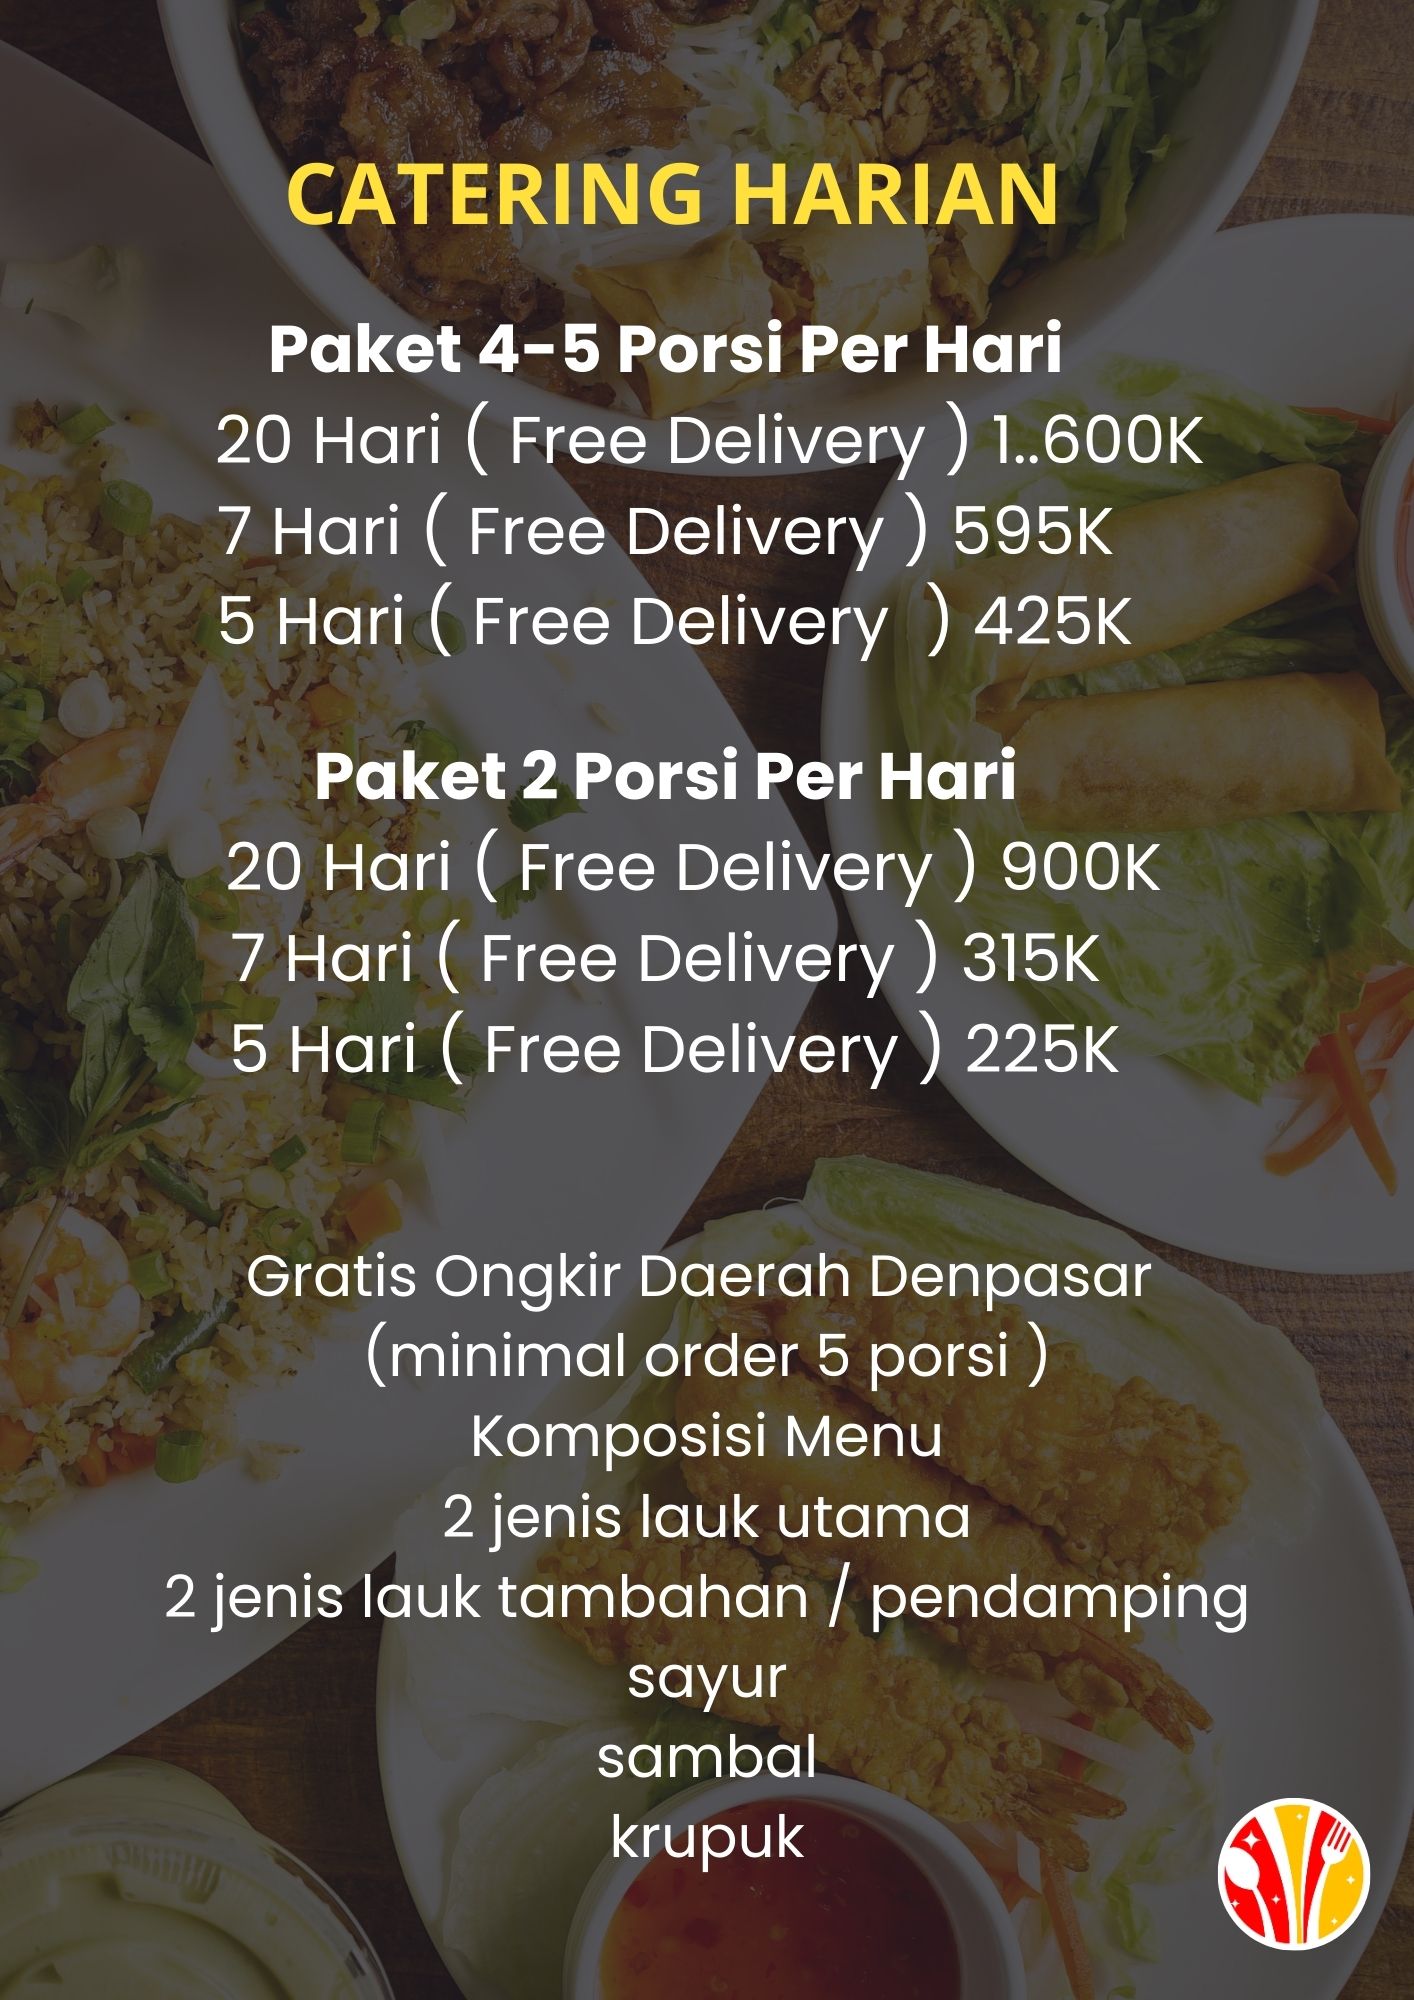 CATERING HARIAN
Paket 4-5 Porsi Per Hari
20 Hari ( Free Delivery ) 1..600K
7 Hari ( Free Delivery ) 595K
5 Hari ( Free Delivery ) 425K
Paket 2 Porsi Per Hari
20 Hari ( Free Delivery ) 900K
7 Hari ( Free Delivery ) 315K
5 Hari ( Free Delivery ) 225K
Gratis Ongkir Daerah Denpasar
(minimal order 5 porsi )
Komposisi Menu
2 jenis lauk utama
2 jenis lauk tambahan / pendamping
sayur
sambal
krupuk